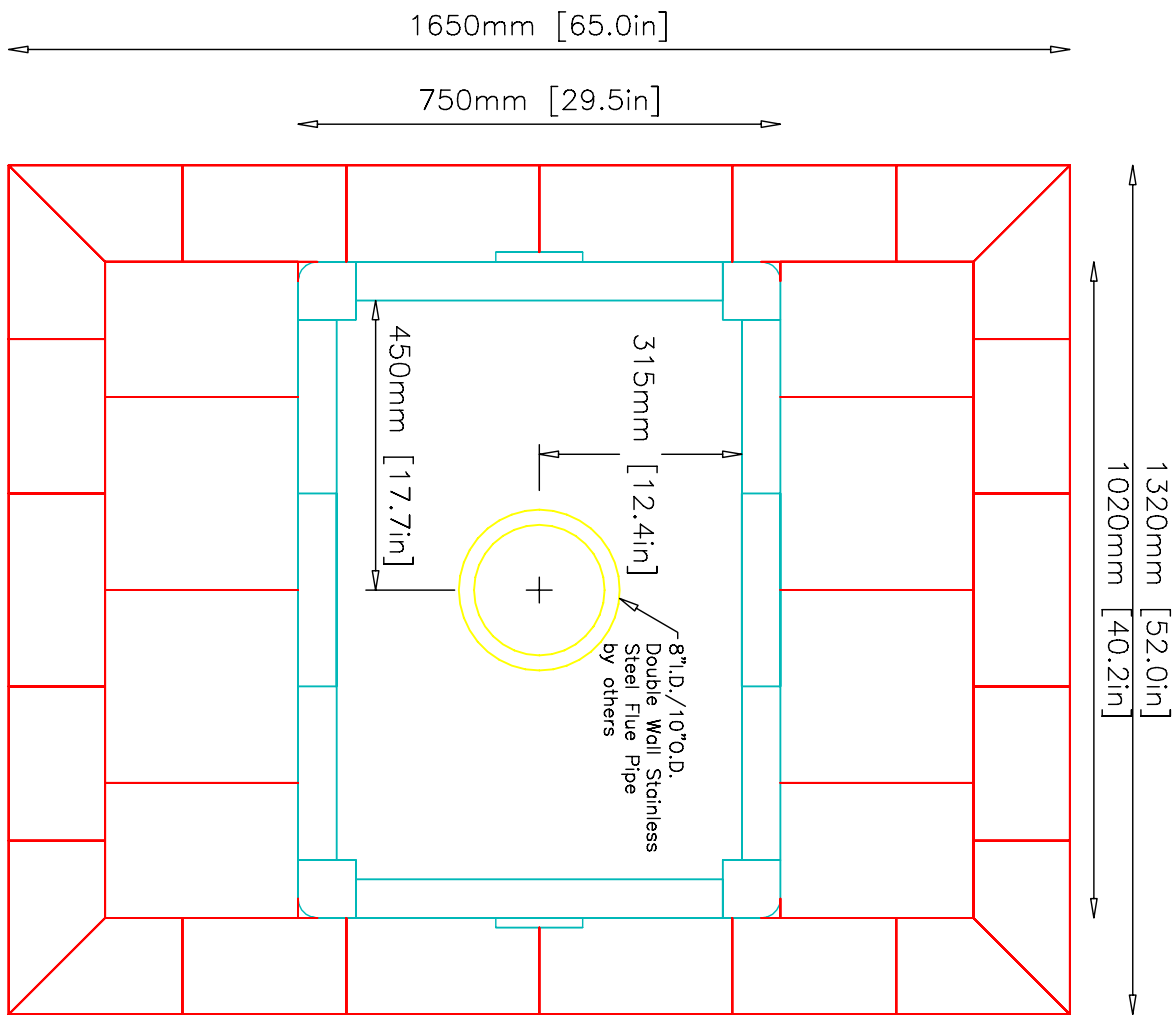 1650mm [65.0in]
750mm [29.5in]
1320mm [52.0in]
1020mm [40.2in]
315mm [12.4in]
450mm [17.7in]
8"I.D./10"O.D.
Double Wall Stainless
Steel Flue Pipe
by others